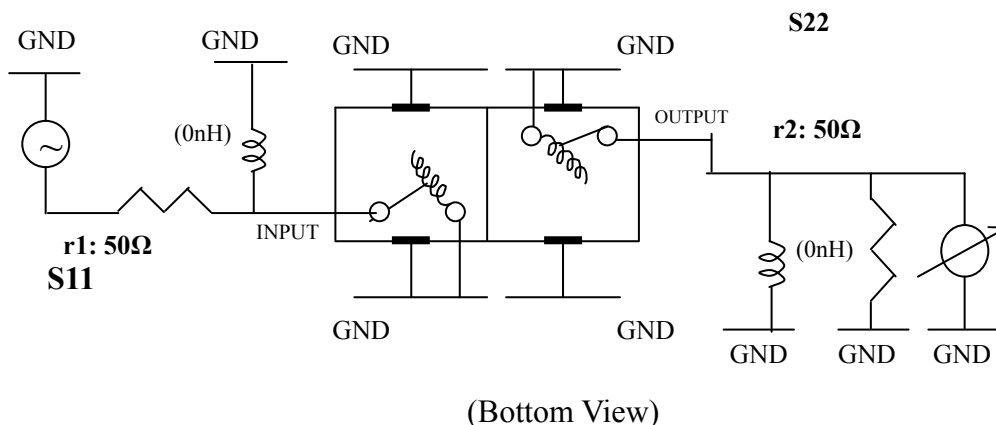 S22
GND
GND
GND
GND
(0nH)
OUTPUT
r2: 50Ω
INPUT
r1: 50Ω
S11
(0nH)
GND
GND
GND
GND
GND
(Bottom View)